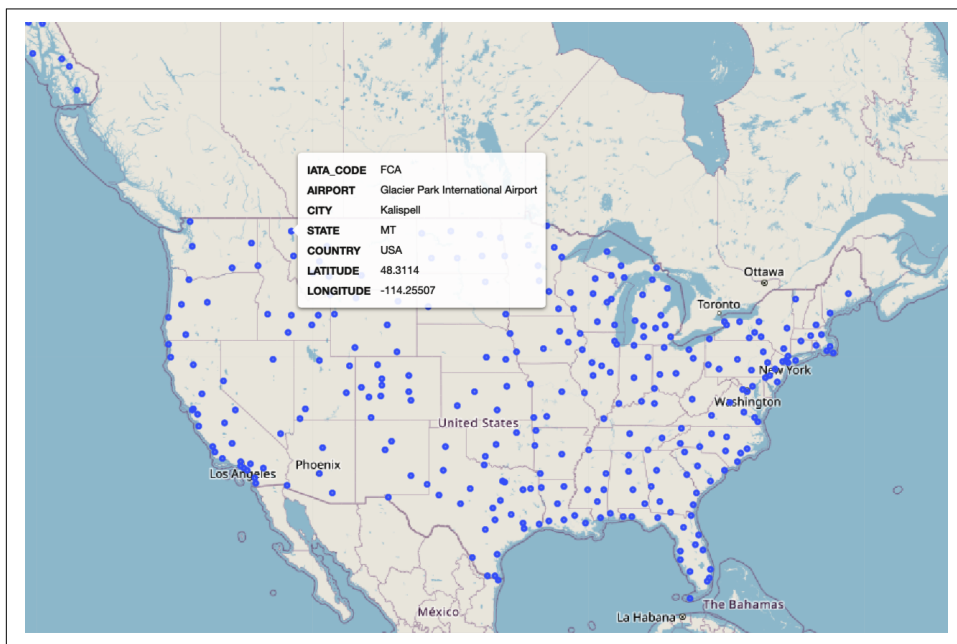 IATA_CODE FCA
AIRPORT Glacier Park International Airport
CITY Kalispell
STATE MT
COUNTRY USA
LATITUDE 48.3114
LONGITUDE -114.25507
Ottawa
Toronto
New York
Washington
United States
Phoenix
Los Angeles
The Bahamas
México
La Habana